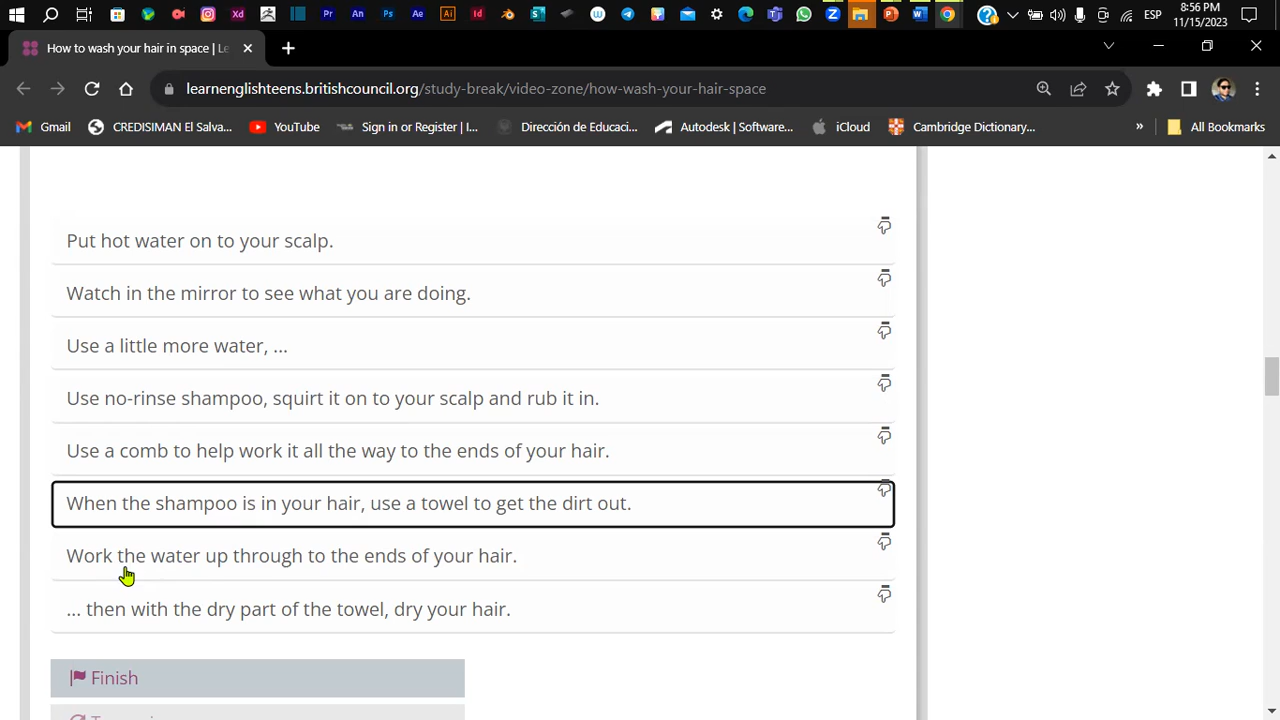 Xd
Pr
An
Ps
Ae
Ai
Id
ESP
8:56 PM
11/15/2023
How to wash your hair in space | Le
learnenglishteens.britishcouncil.org/study-break/video-zone/how-wash-your-hair-space
Gmail
CREDISIMAN El Salva...
YouTube
Sign in or Register | I...
Dirección de Educaci...
Autodesk | Software...
iCloud
Cambridge Dictionary...
»
All Bookmarks
Put hot water on to your scalp.
Watch in the mirror to see what you are doing.
Use a little more water, ...
Use no-rinse shampoo, squirt it on to your scalp and rub it in.
Use a comb to help work it all the way to the ends of your hair.
When the shampoo is in your hair, use a towel to get the dirt out.
Work the water up through to the ends of your hair.
... then with the dry part of the towel, dry your hair.
Finish